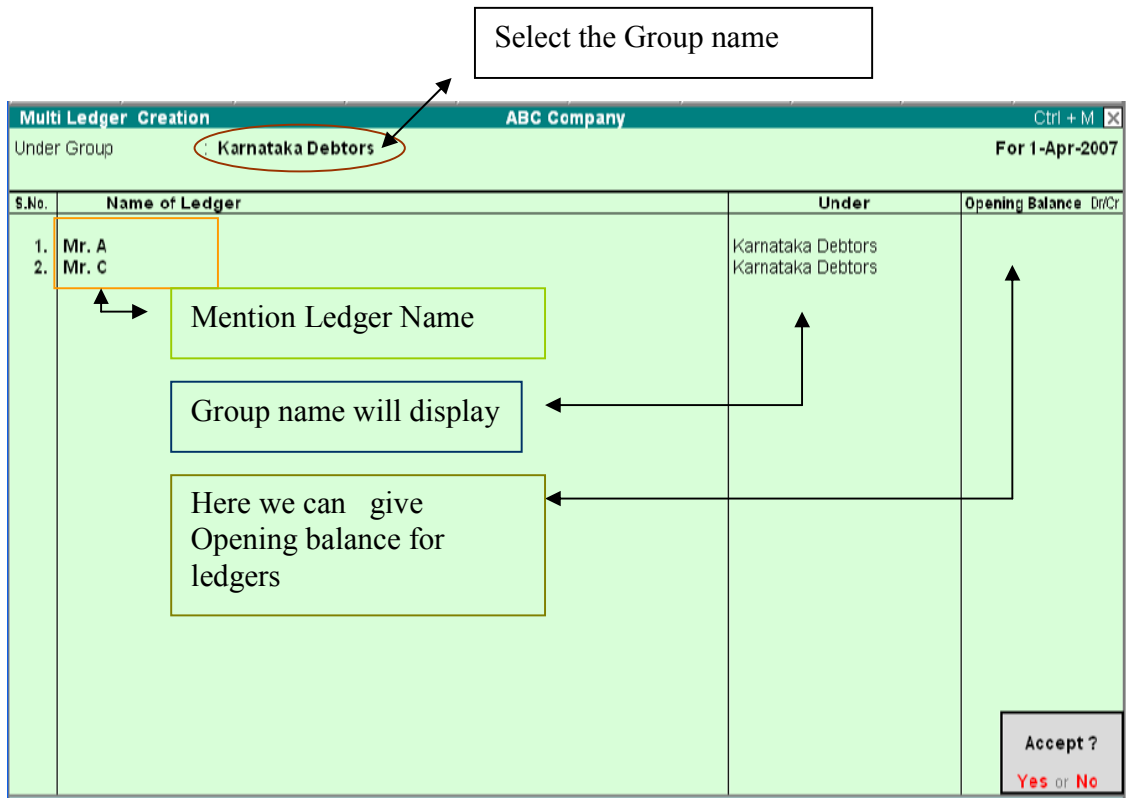 Select the Group name
Multi Ledger Creation ABC Company Ctrl + M
Under Group : Karnataka Debtors For 1-Apr-2007
S.No. Name of Ledger Under Opening Balance Dr/Cr
1. Mr. A Karnataka Debtors
2. Mr. C Karnataka Debtors
Mention Ledger Name
Group name will display
Here we can give
Opening balance for
ledgers
Accept ?
Yes or No